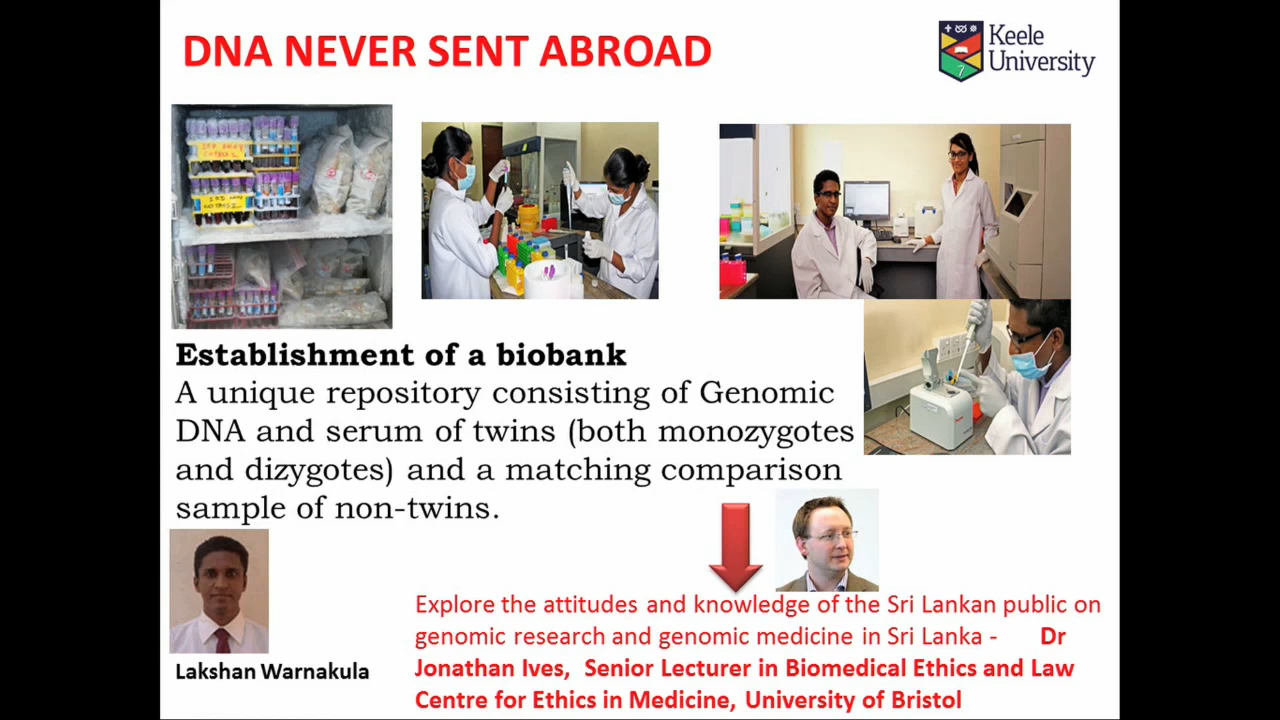 DNA NEVER SENT ABROAD
Keele
University
Establishment of a biobank
A unique repository consisting of Genomic
DNA and serum of twins (both monozygotes
and dizygotes) and a matching comparison
sample of non-twins.
Explore the attitudes and knowledge of the Sri Lankan public on
genomic research and genomic medicine in Sri Lanka - Dr
Jonathan Ives, Senior Lecturer in Biomedical Ethics and Law
Centre for Ethics in Medicine, University of Bristol
Lakshan Warnakula